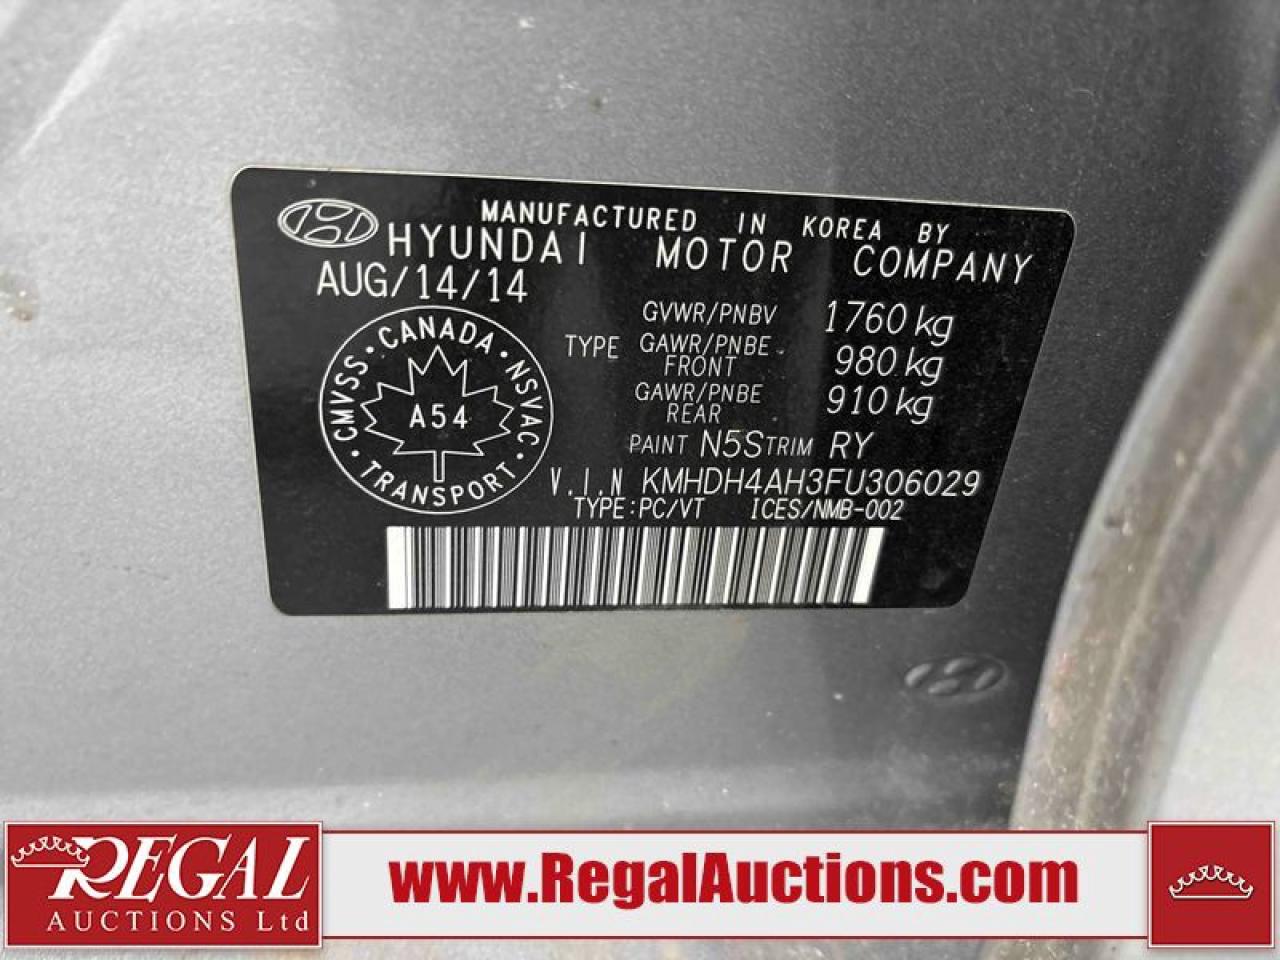 MANUFACTURED IN KOREA BY
HYUNDAI MOTOR COMPANY
AUG/14/14
GVWR/PNBV 1760 kg
TYPE GAWR/PNBE FRONT 980 kg
GAWR/PNBE REAR 910 kg
PAINT N5S TRIM RY
V.I.N KMHDH4AH3FU306029
TYPE:PC/VT ICES/NMB-002
CMVSS · CANADA · NSVAC · TRANSPORT ·
A54
REGAL
AUCTIONS Ltd
www.RegalAuctions.com